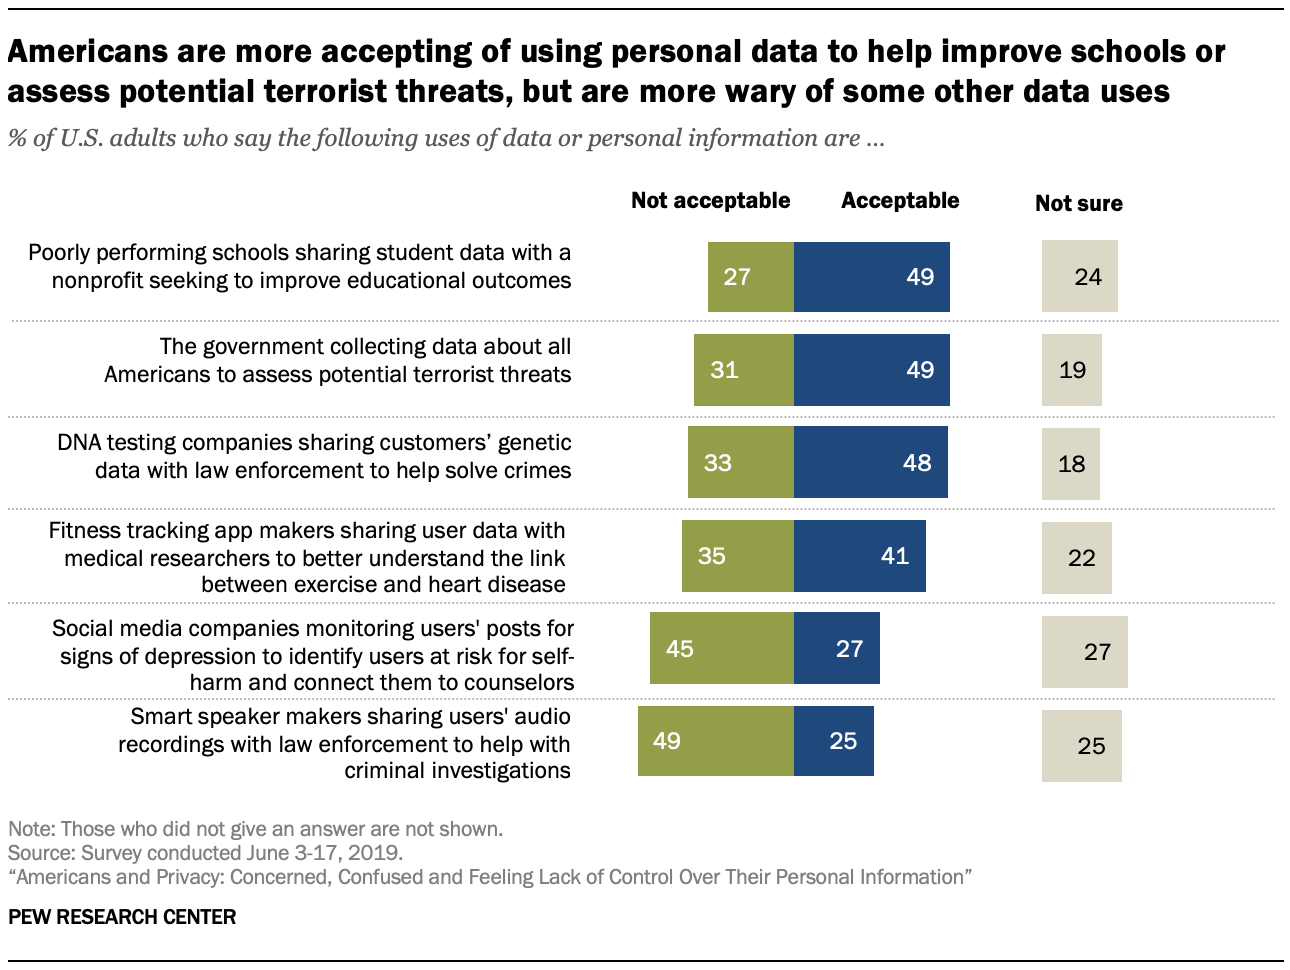 Americans are more accepting of using personal data to help improve schools or
assess potential terrorist threats, but are more wary of some other data uses
% of U.S. adults who say the following uses of data or personal information are ...
Not acceptable Acceptable Not sure
Poorly performing schools sharing student data with a
nonprofit seeking to improve educational outcomes
27 49 24
The government collecting data about all
Americans to assess potential terrorist threats
31 49 19
DNA testing companies sharing customers’ genetic
data with law enforcement to help solve crimes
33 48 18
Fitness tracking app makers sharing user data with
medical researchers to better understand the link
between exercise and heart disease
35 41 22
Social media companies monitoring users' posts for
signs of depression to identify users at risk for self-
harm and connect them to counselors
45 27 27
Smart speaker makers sharing users' audio
recordings with law enforcement to help with
criminal investigations
49 25 25
Note: Those who did not give an answer are not shown.
Source: Survey conducted June 3-17, 2019.
“Americans and Privacy: Concerned, Confused and Feeling Lack of Control Over Their Personal Information”
PEW RESEARCH CENTER